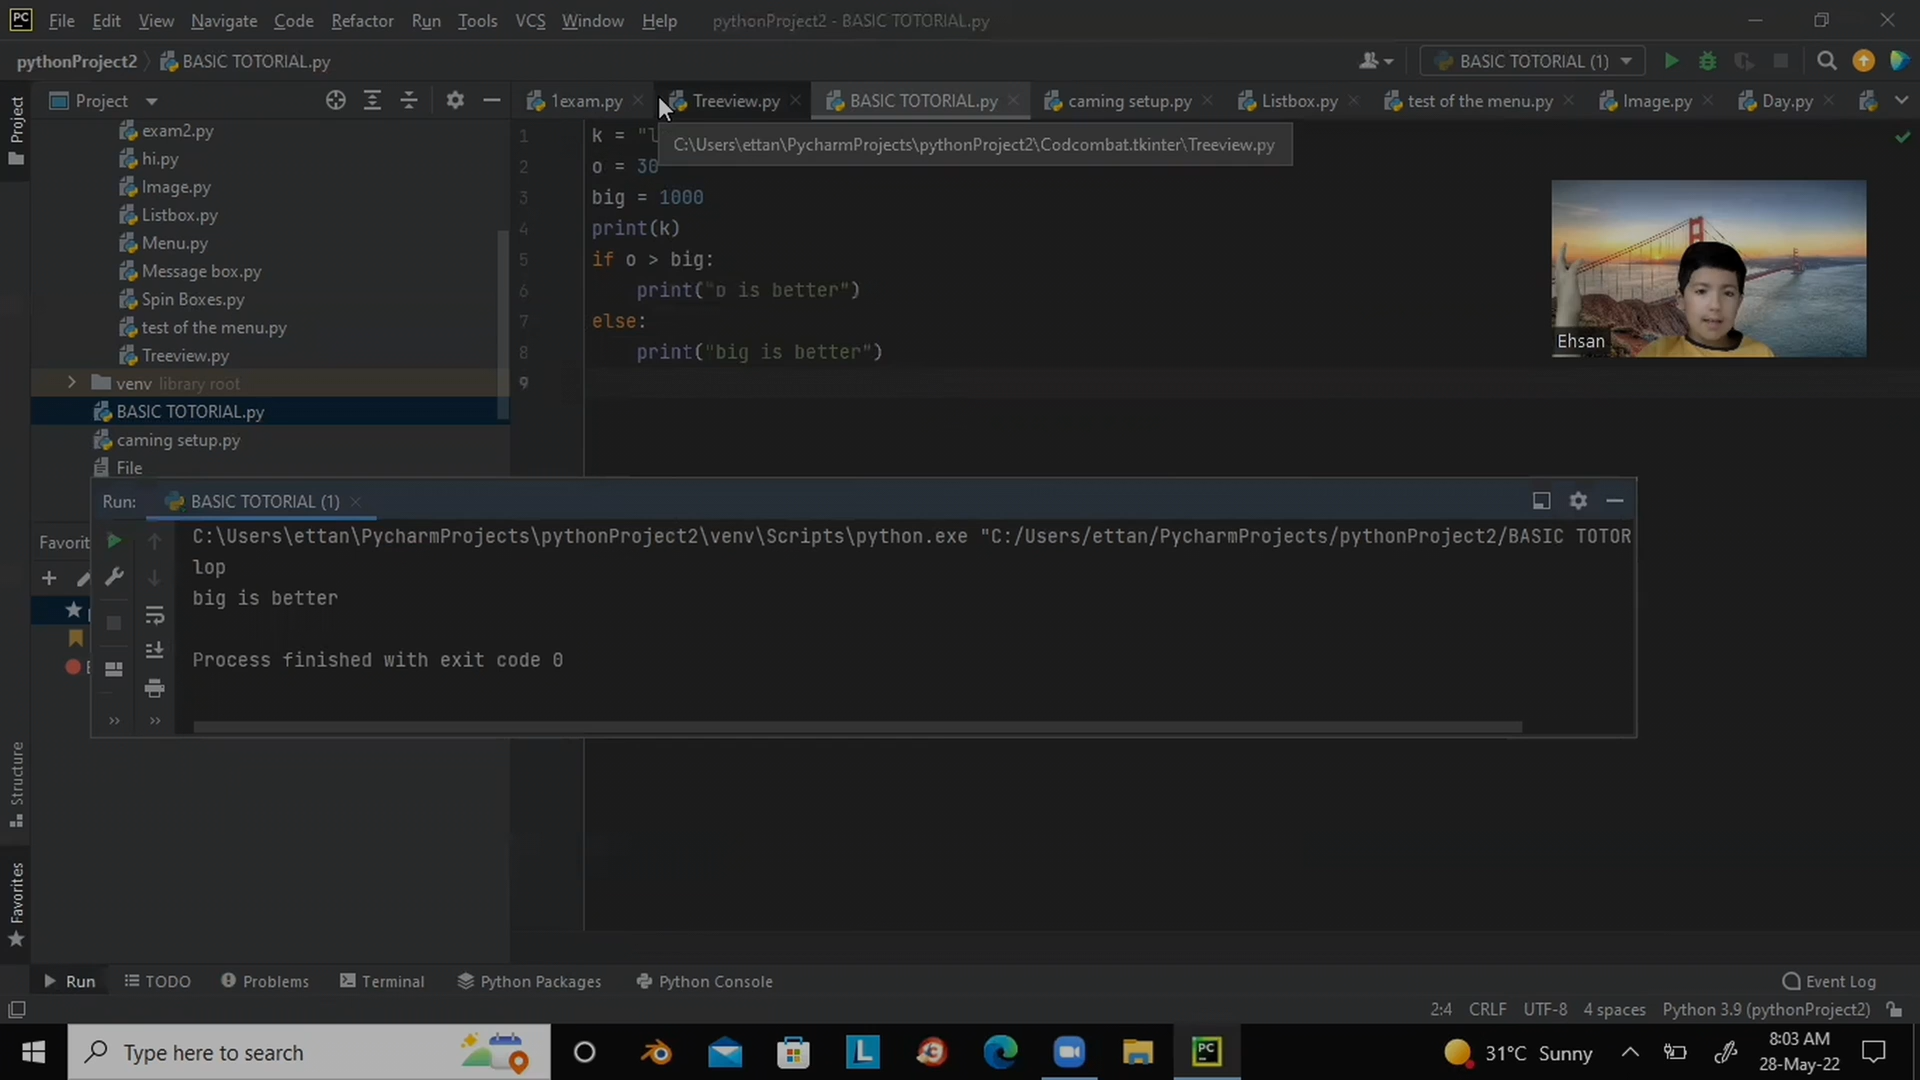 File Edit View Navigate Code Refactor Run Tools VCS Window Help pythonProject2 - BASIC TOTORIAL.py
pythonProject2 BASIC TOTORIAL.py BASIC TOTORIAL (1)
Project 1exam.py Treeview.py BASIC TOTORIAL.py caming setup.py Listbox.py test of the menu.py Image.py Day.py
C:\Users\ettan\PycharmProjects\pythonProject2\Codcombat.tkinter\Treeview.py
Project
exam2.py
hi.py
Image.py
Listbox.py
Menu.py
Message box.py
Spin Boxes.py
test of the menu.py
Treeview.py
venv library root
BASIC TOTORIAL.py
caming setup.py
File
1 k = "l
2 o = 30
3 big = 1000
4 print(k)
5 if o > big:
6 print("o is better")
7 else:
8 print("big is better")
9
Ehsan
Favorit
Run: BASIC TOTORIAL (1)
C:\Users\ettan\PycharmProjects\pythonProject2\venv\Scripts\python.exe "C:/Users/ettan/PycharmProjects/pythonProject2/BASIC TOTOR
lop
big is better
Process finished with exit code 0
Structure
Favorites
Run TODO Problems Terminal Python Packages Python Console Event Log
2:4 CRLF UTF-8 4 spaces Python 3.9 (pythonProject2)
Type here to search
31°C Sunny
8:03 AM
28-May-22